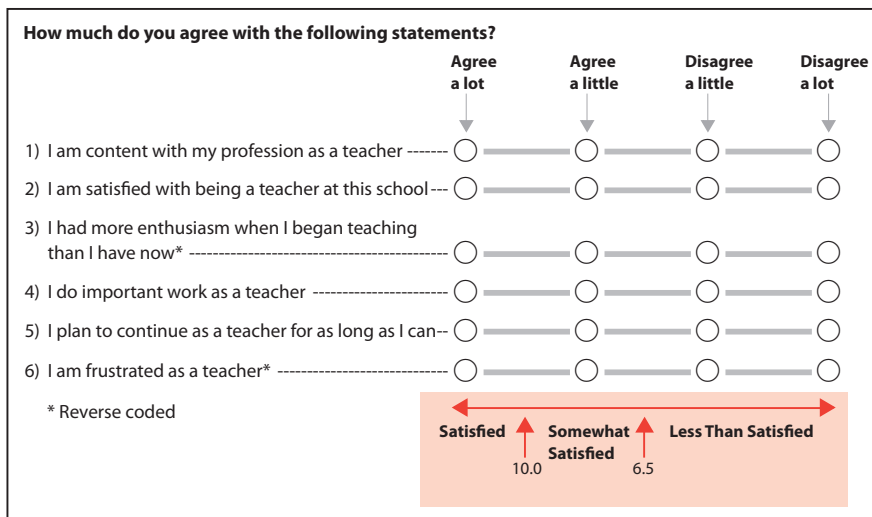 How much do you agree with the following statements?
Agree a lot
Agree a little
Disagree a little
Disagree a lot
1) I am content with my profession as a teacher
2) I am satisfied with being a teacher at this school
3) I had more enthusiasm when I began teaching
than I have now*
4) I do important work as a teacher
5) I plan to continue as a teacher for as long as I can
6) I am frustrated as a teacher*
* Reverse coded
Satisfied
Somewhat Satisfied
Less Than Satisfied
10.0
6.5